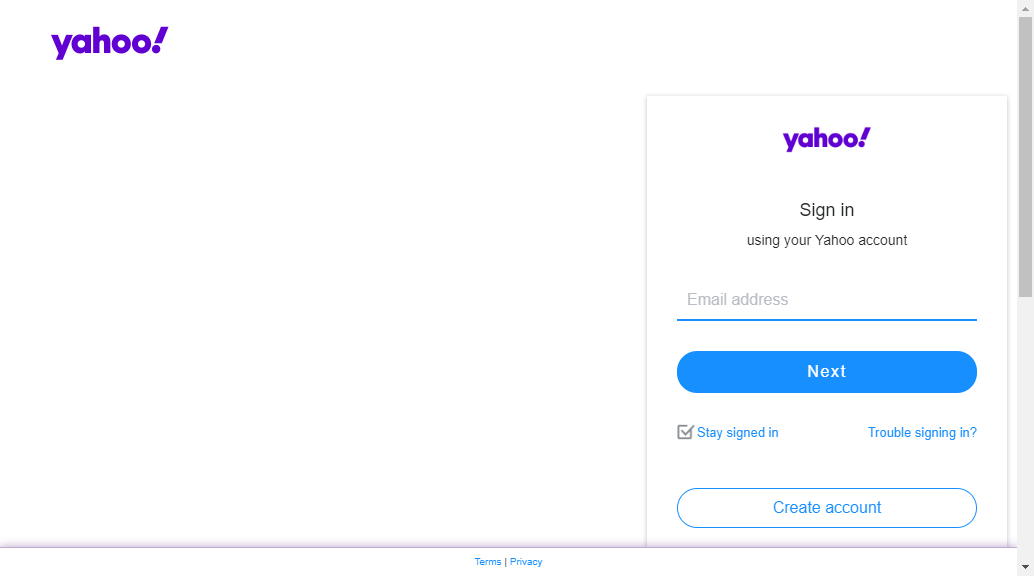 yahoo!
yahoo!
Sign in
using your Yahoo account
Email address
Next
Stay signed in
Trouble signing in?
Create account
Terms | Privacy